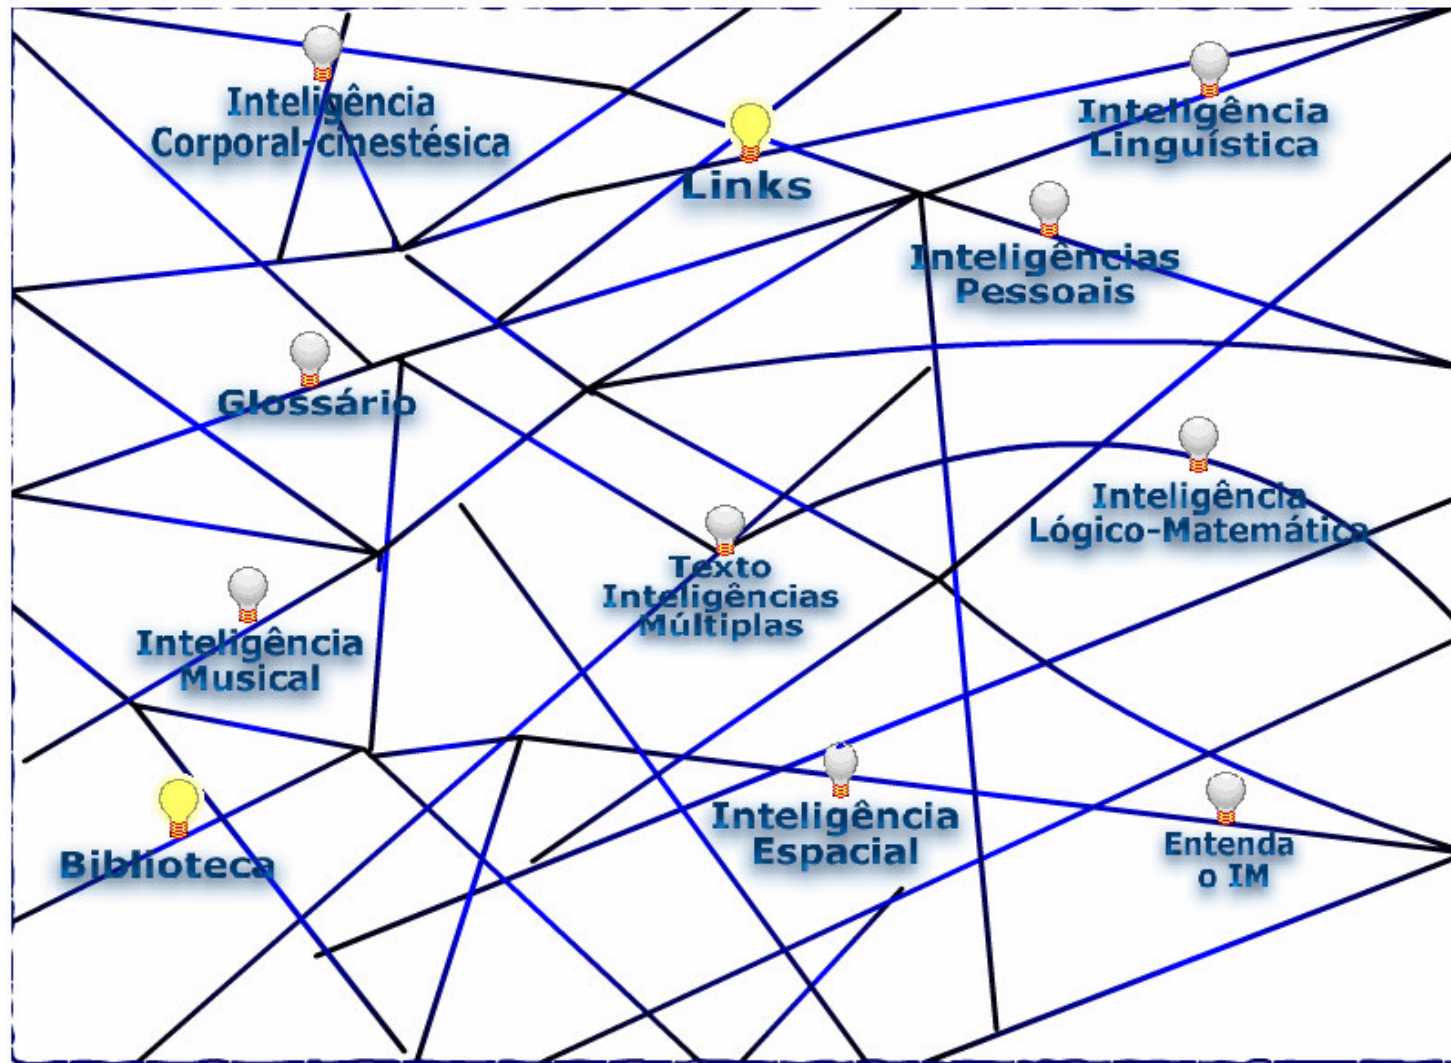 Inteligência
Corporal-cinestésica
Inteligência
Linguística
Links
Inteligências
Pessoais
Glossário
Inteligência
Lógico-Matemática
Texto
Inteligências
Múltiplas
Inteligência
Musical
Inteligência
Espacial
Entenda
o IM
Biblioteca